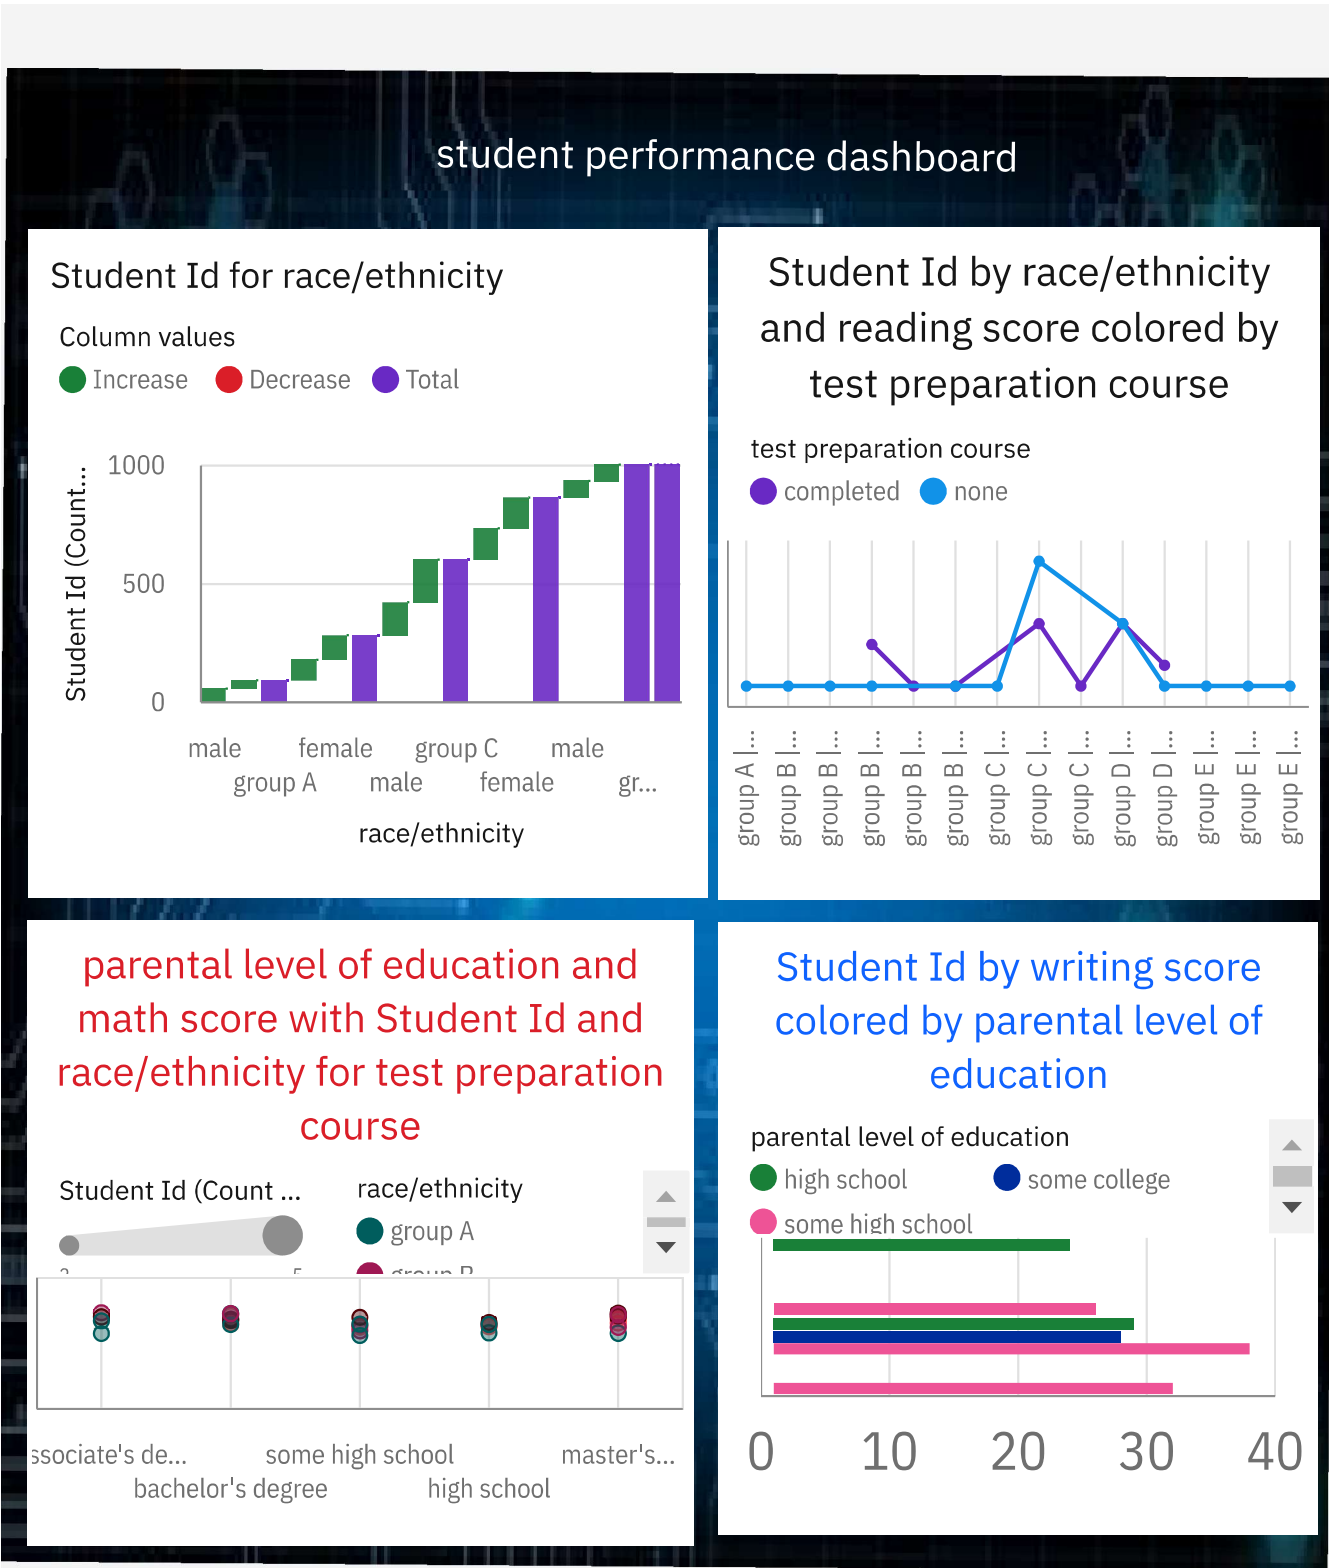 student performance dashboard
Student Id for race/ethnicity
Column values
Increase Decrease Total
Student Id (Count...
1000
500
0
male female group C male
group A male female gr...
race/ethnicity
Student Id by race/ethnicity
and reading score colored by
test preparation course
test preparation course
completed none
group A |...
group B |...
group B |...
group B |...
group B |...
group B |...
group C |...
group C |...
group C |...
group D |...
group D |...
group E |...
group E |...
group E |...
parental level of education and
math score with Student Id and
race/ethnicity for test preparation
course
Student Id (Count ...
race/ethnicity
group A
group B
ssociate's de... some high school master's...
bachelor's degree high school
Student Id by writing score
colored by parental level of
education
parental level of education
high school some college
some high school
0 10 20 30 40